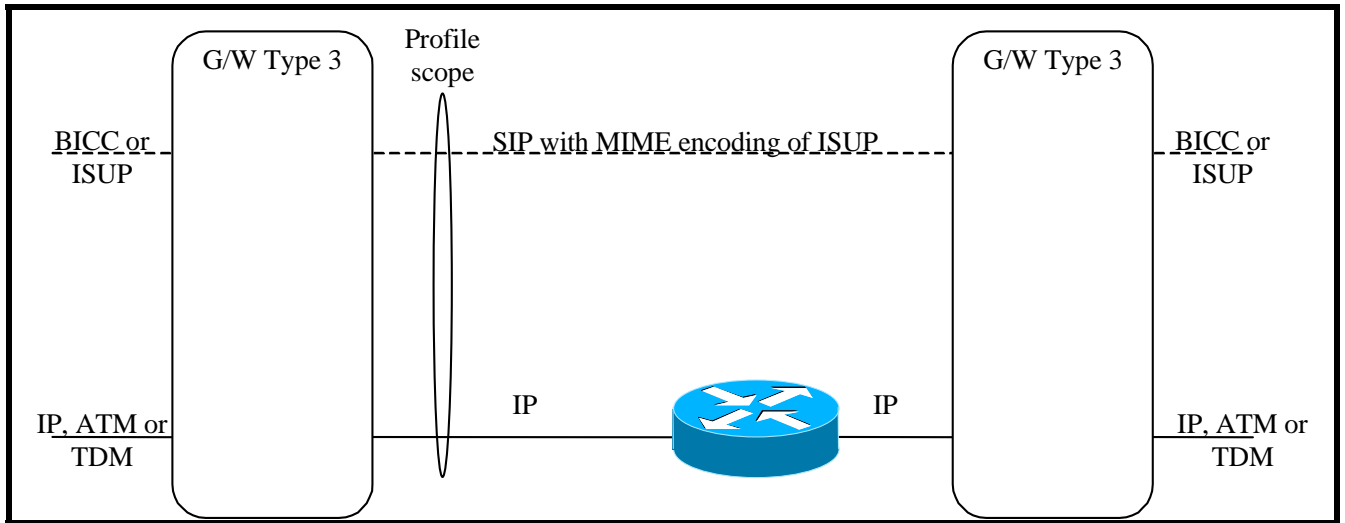 G/W Type 3
Profile
scope
G/W Type 3
BICC or
ISUP
SIP with MIME encoding of ISUP
BICC or
ISUP
IP, ATM or
TDM
IP
IP
IP, ATM or
TDM